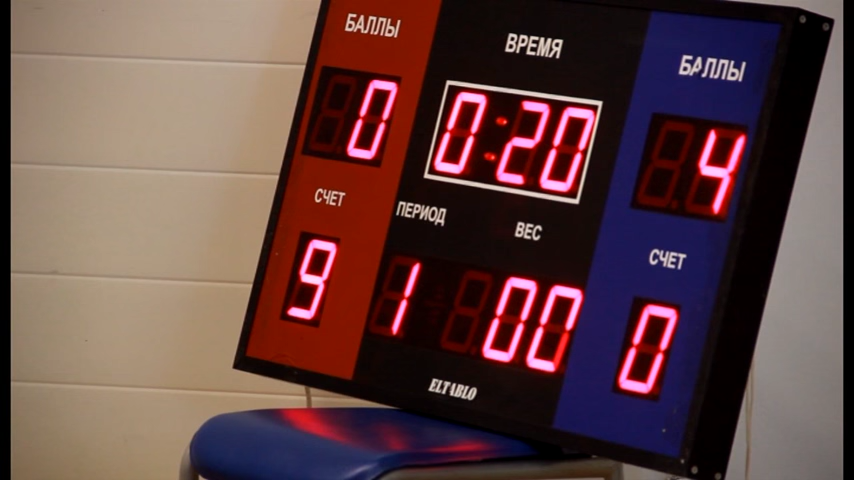 БАЛЛЫ
ВРЕМЯ
БАЛЛЫ
0
0:20
4
СЧЕТ
ПЕРИОД
ВЕС
СЧЕТ
9
1
00
0
ELTABLO